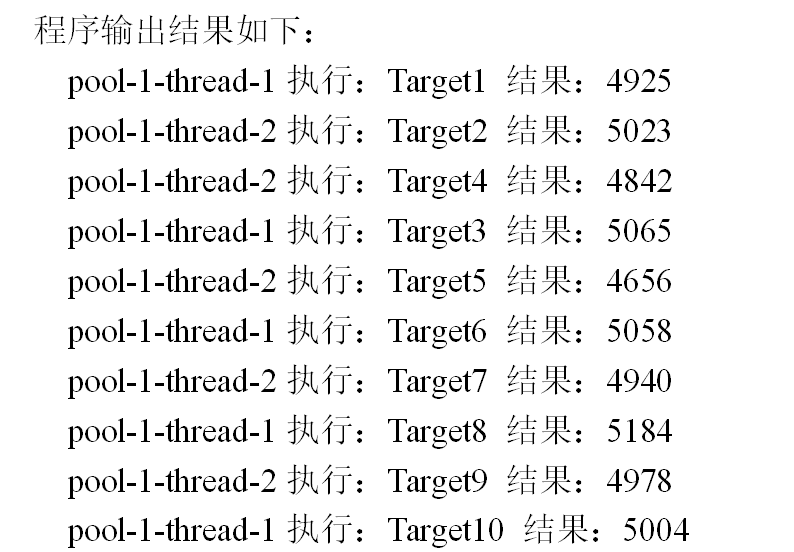 程序输出结果如下：
pool-1-thread-1 执行：Target1 结果：4925
pool-1-thread-2 执行：Target2 结果：5023
pool-1-thread-2 执行：Target4 结果：4842
pool-1-thread-1 执行：Target3 结果：5065
pool-1-thread-2 执行：Target5 结果：4656
pool-1-thread-1 执行：Target6 结果：5058
pool-1-thread-2 执行：Target7 结果：4940
pool-1-thread-1 执行：Target8 结果：5184
pool-1-thread-2 执行：Target9 结果：4978
pool-1-thread-1 执行：Target10 结果：5004